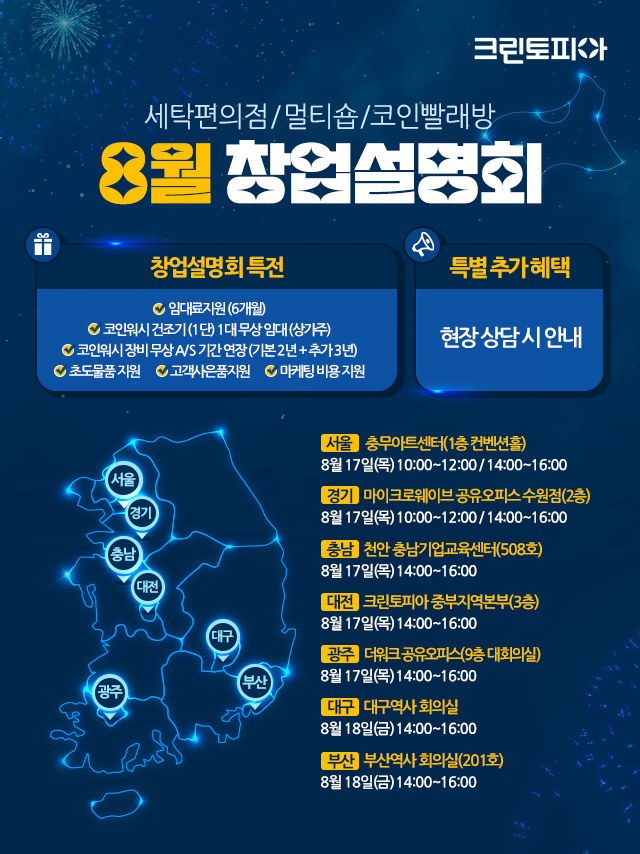 크린토피아
세탁편의점/멀티숍/코인빨래방
8월 창업설명회
창업설명회 특전
임대료지원 (6개월)
코인워시 건조기 (1단) 1대 무상 임대 (상가주)
코인워시 장비 무상 A/S 기간 연장 (기본 2년 + 추가 3년)
초도물품 지원 고객사은품지원 마케팅 비용 지원
특별 추가 혜택
현장 상담 시 안내
서울
경기
충남
대전
대구
부산
광주
서울 충무아트센터(1층 컨벤션홀)
8월 17일(목) 10:00~12:00 / 14:00~16:00
경기 마이크로웨이브 공유오피스 수원점(2층)
8월 17일(목) 10:00~12:00 / 14:00~16:00
충남 천안 충남기업교육센터(508호)
8월 17일(목) 14:00~16:00
대전 크린토피아 중부지역본부(3층)
8월 17일(목) 14:00~16:00
광주 더워크 공유오피스(9층 대회의실)
8월 17일(목) 14:00~16:00
대구 대구역사 회의실
8월 18일(금) 14:00~16:00
부산 부산역사 회의실(201호)
8월 18일(금) 14:00~16:00